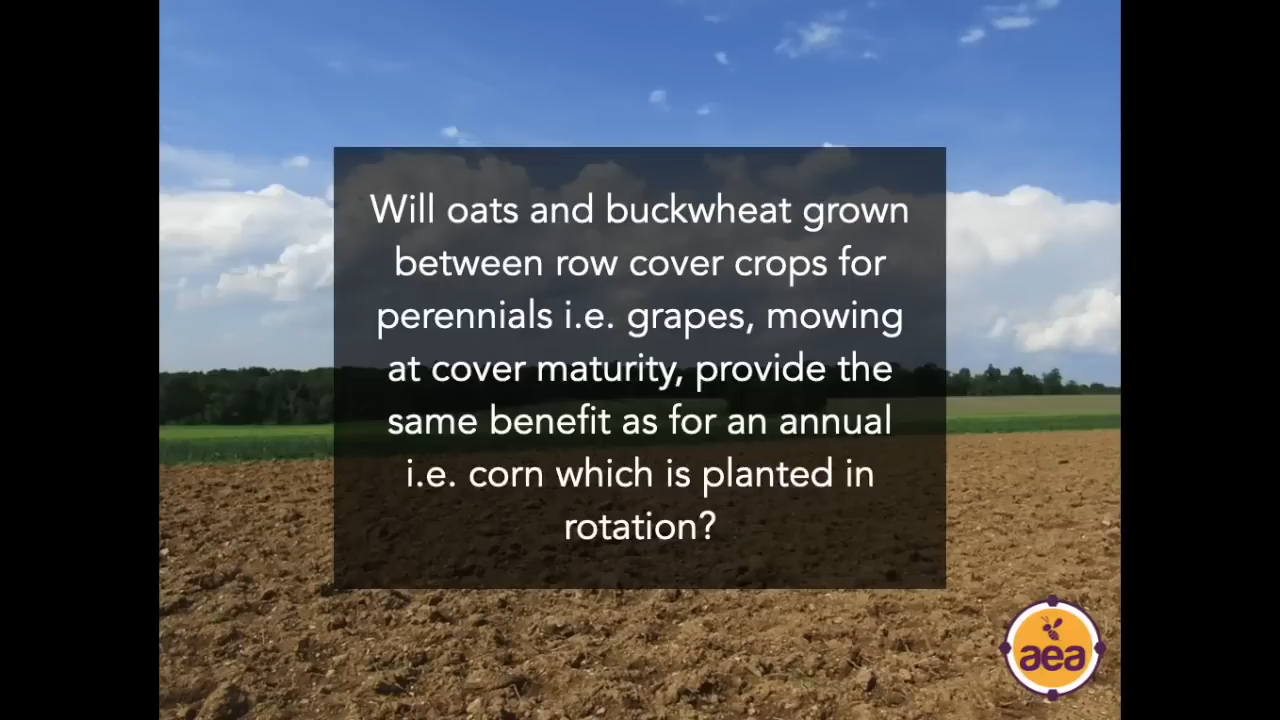 Will oats and buckwheat grown
between row cover crops for
perennials i.e. grapes, mowing
at cover maturity, provide the
same benefit as for an annual
i.e. corn which is planted in
rotation?
aea